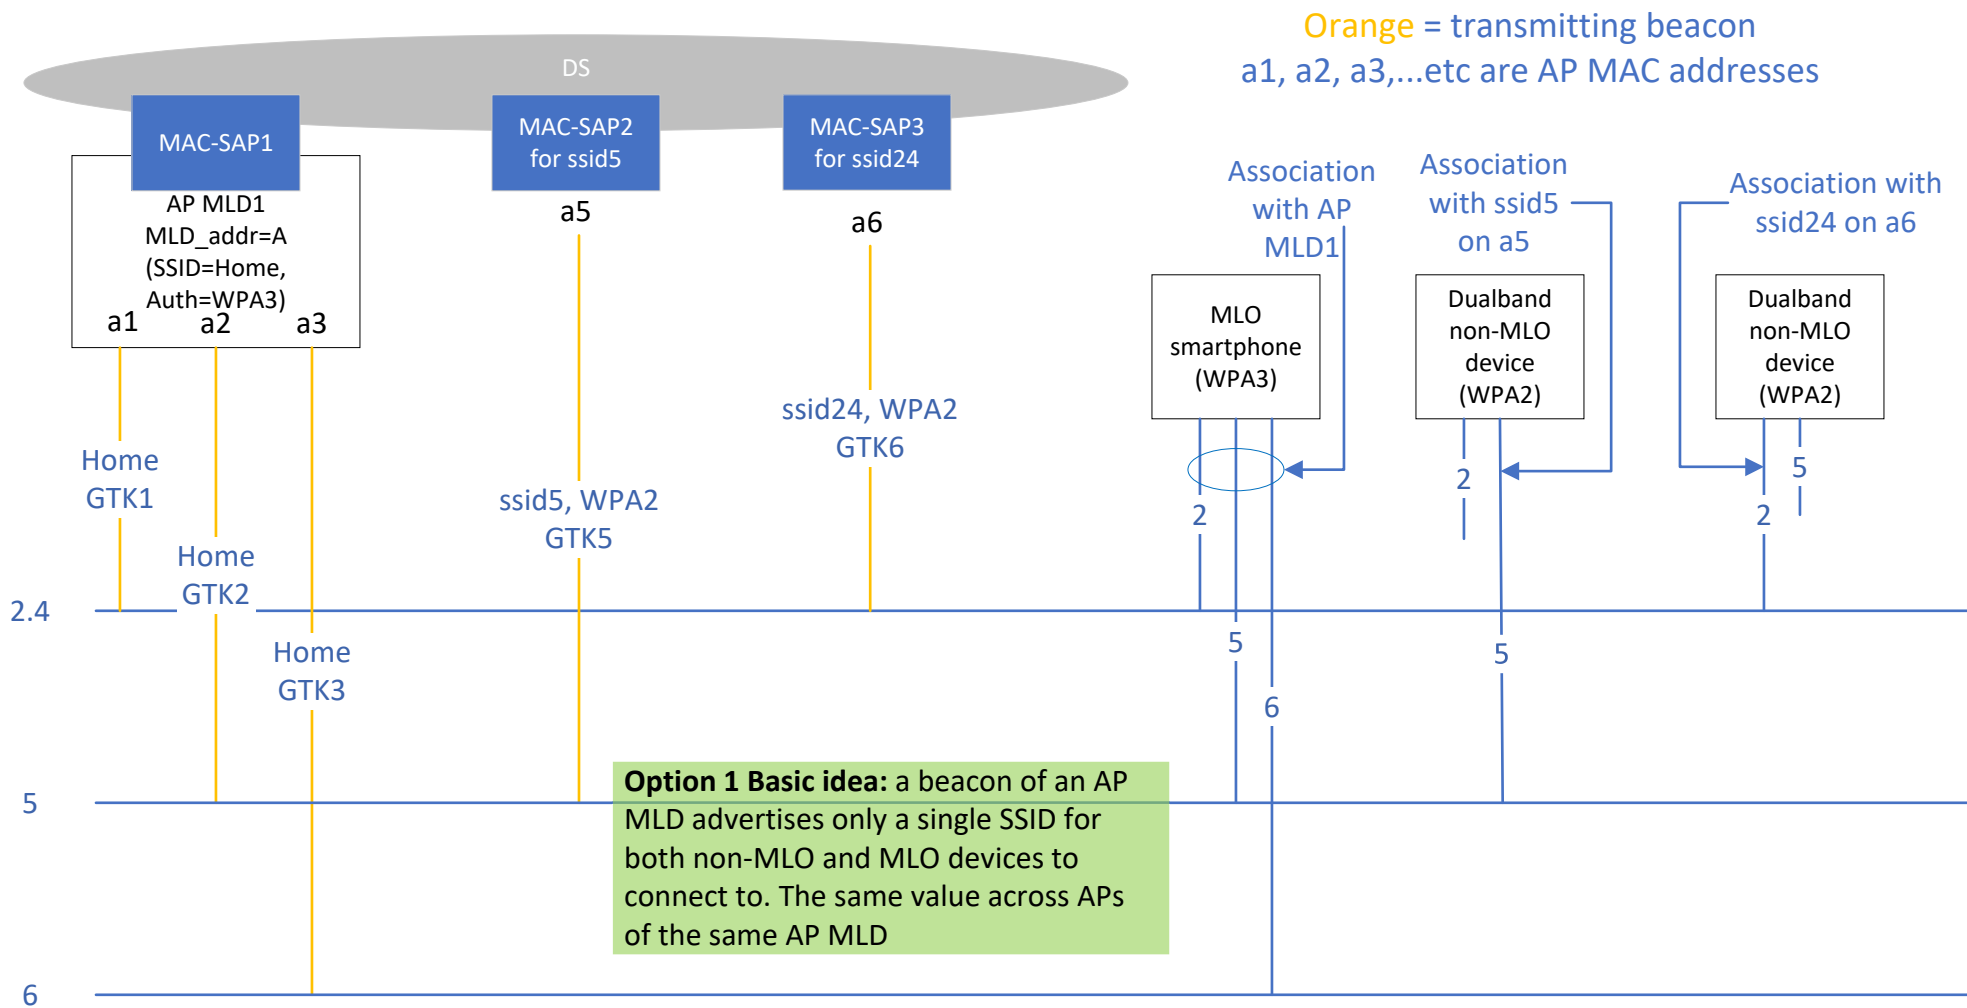 Orange = transmitting beacon
a1, a2, a3,...etc are AP MAC addresses
DS
MAC-SAP1
MAC-SAP2
for ssid5
MAC-SAP3
for ssid24
AP MLD1
MLD_addr=A
(SSID=Home,
Auth=WPA3)
a1
a2
a3
a5
a6
Association
with AP
MLD1
Association
with ssid5
on a5
Association with
ssid24 on a6
MLO
smartphone
(WPA3)
Dualband
non-MLO
device
(WPA2)
Dualband
non-MLO
device
(WPA2)
Home
GTK1
Home
GTK2
Home
GTK3
ssid5, WPA2
GTK5
ssid24, WPA2
GTK6
2
5
6
2
5
2
5
2.4
5
6
Option 1 Basic idea: a beacon of an AP
MLD advertises only a single SSID for
both non-MLO and MLO devices to
connect to. The same value across APs
of the same AP MLD